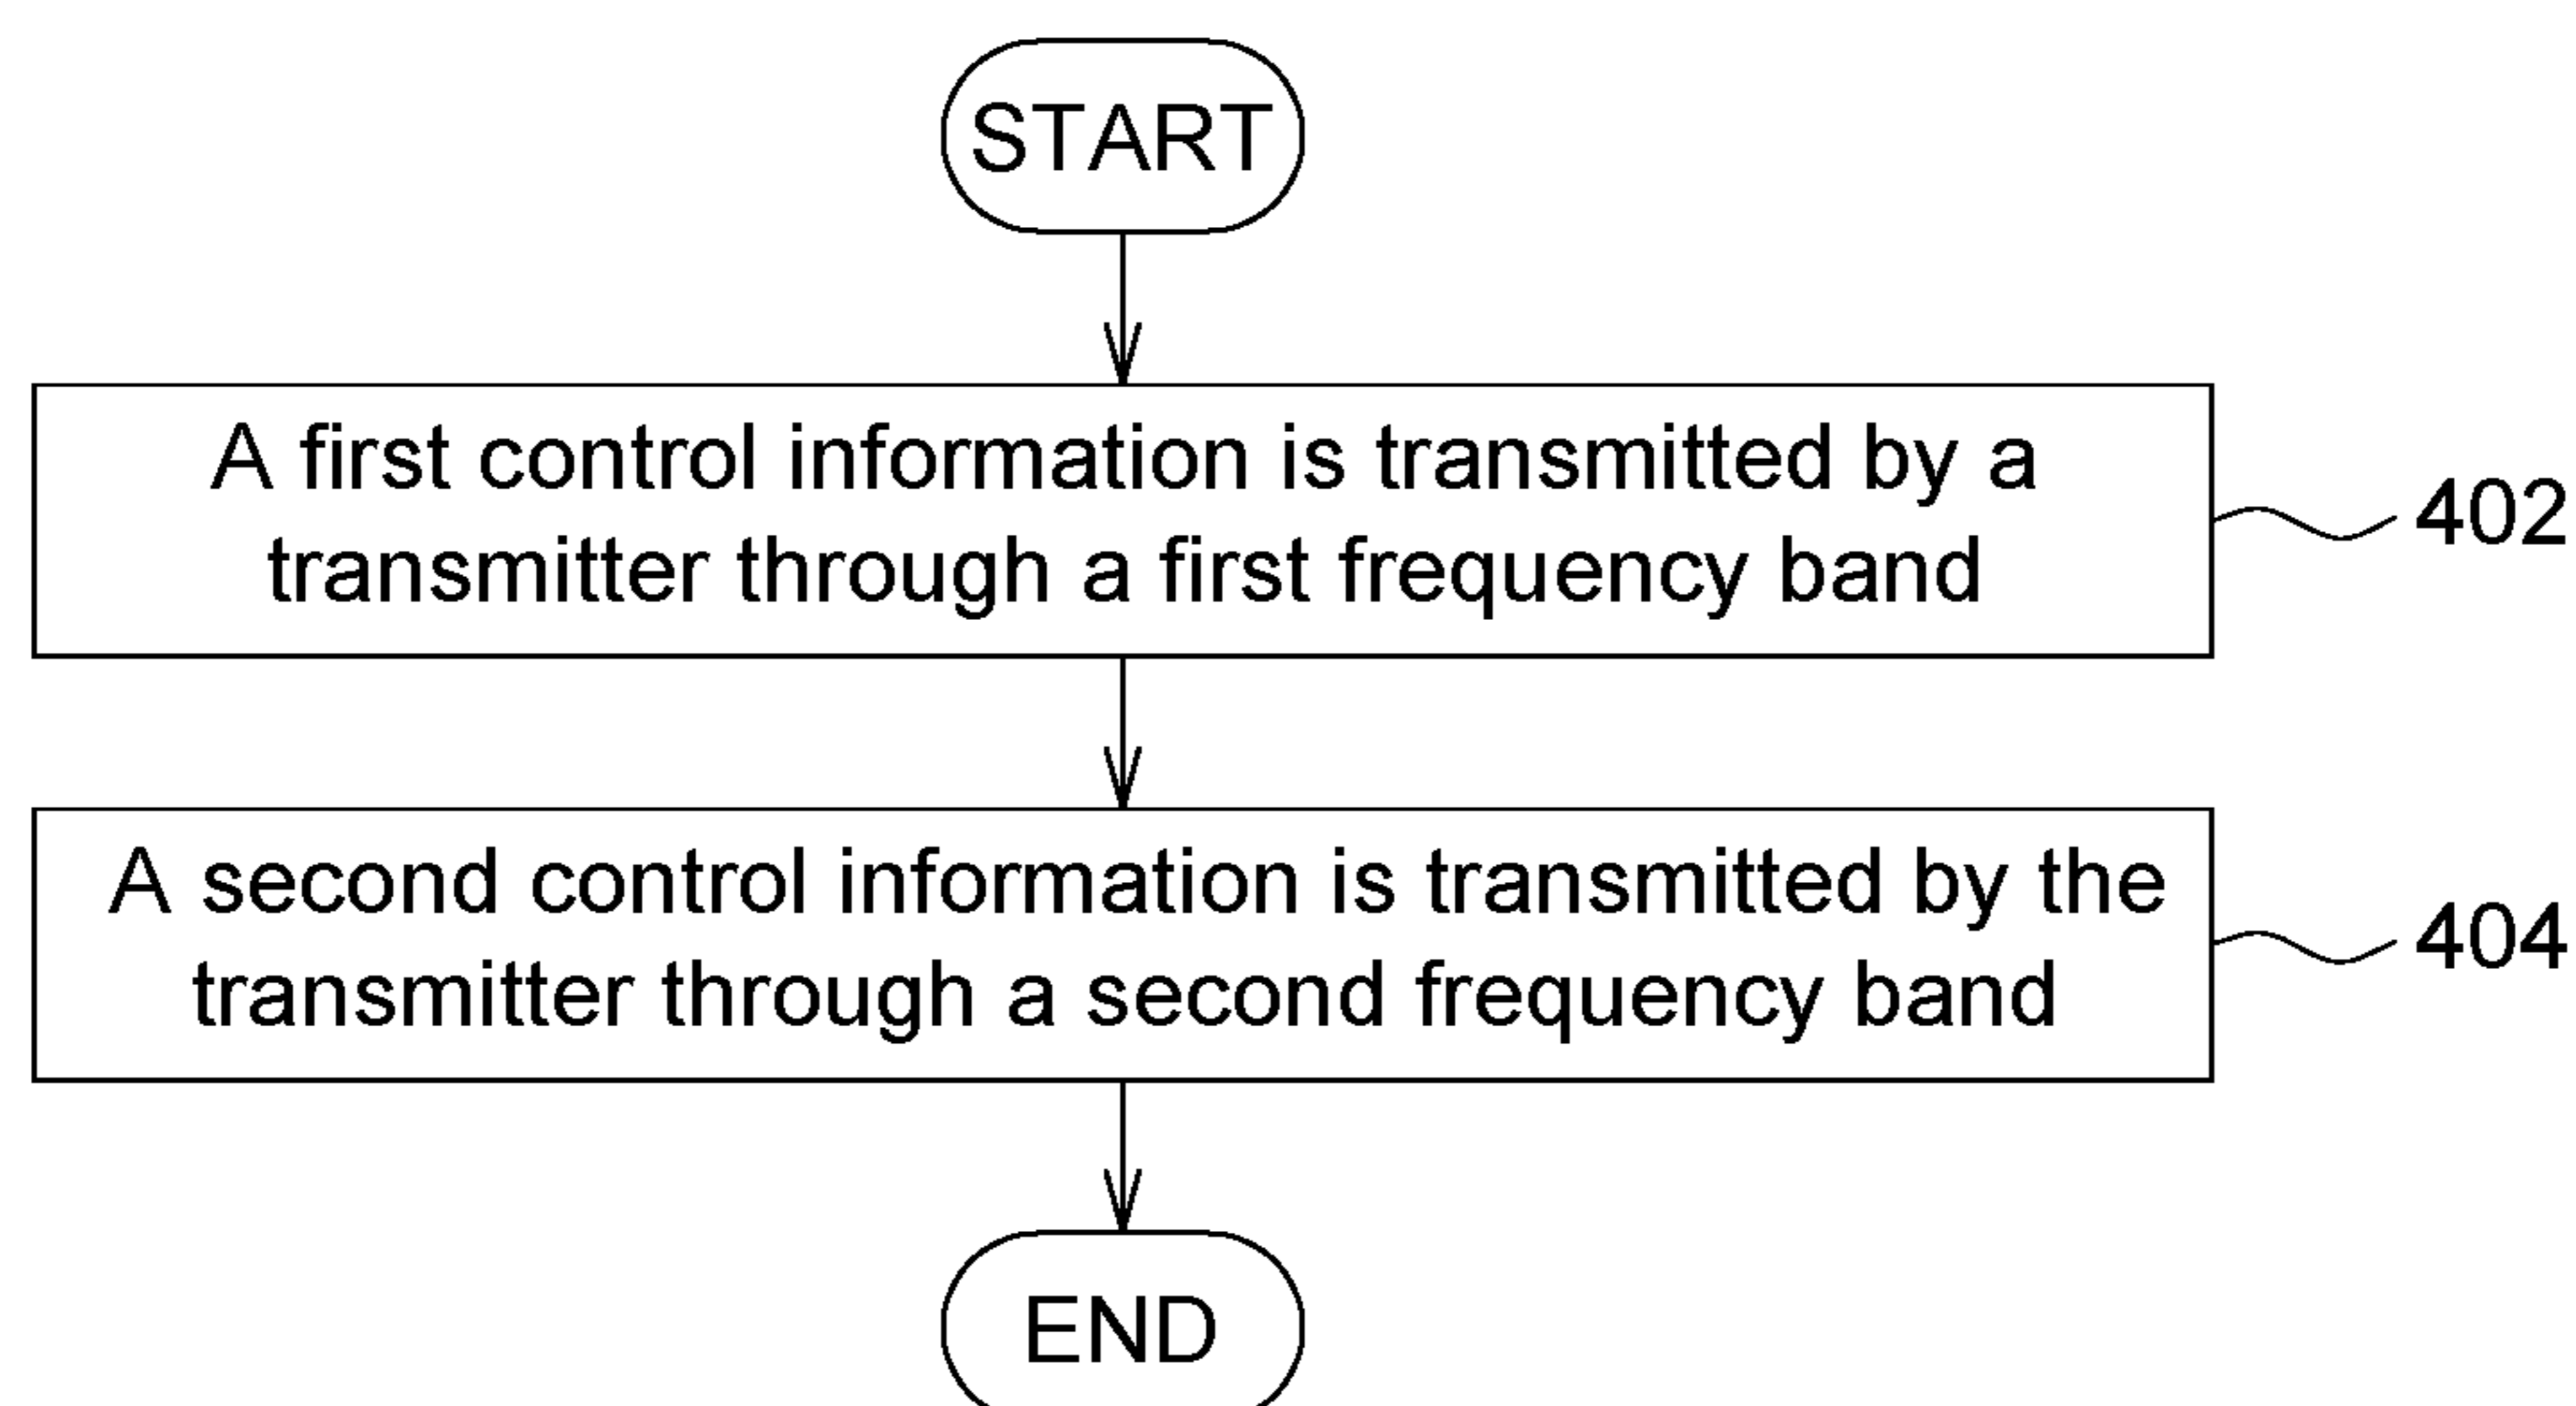 START
A first control information is transmitted by a
transmitter through a first frequency band
402
A second control information is transmitted by the
transmitter through a second frequency band
404
END